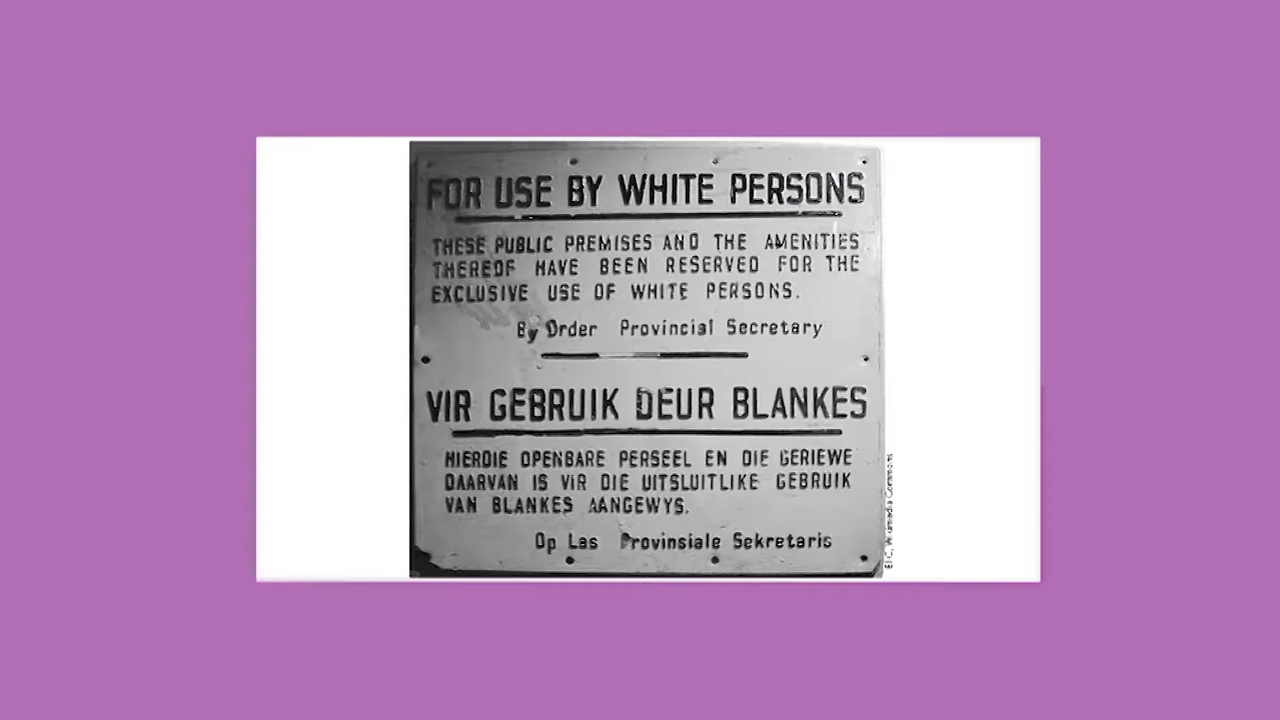 FOR USE BY WHITE PERSONS
THESE PUBLIC PREMISES AND THE AMENITIES
THEREOF HAVE BEEN RESERVED FOR THE
EXCLUSIVE USE OF WHITE PERSONS.
By Order Provincial Secretary
VIR GEBRUIK DEUR BLANKES
HIERDIE OPENBARE PERSEEL EN DIE GERIEWE
DAARVAN IS VIR DIE UITSLUITLIKE GEBRUIK
VAN BLANKES AANGEWYS.
Op Las Provinsiale Sekretaris
Wikimedia Commons